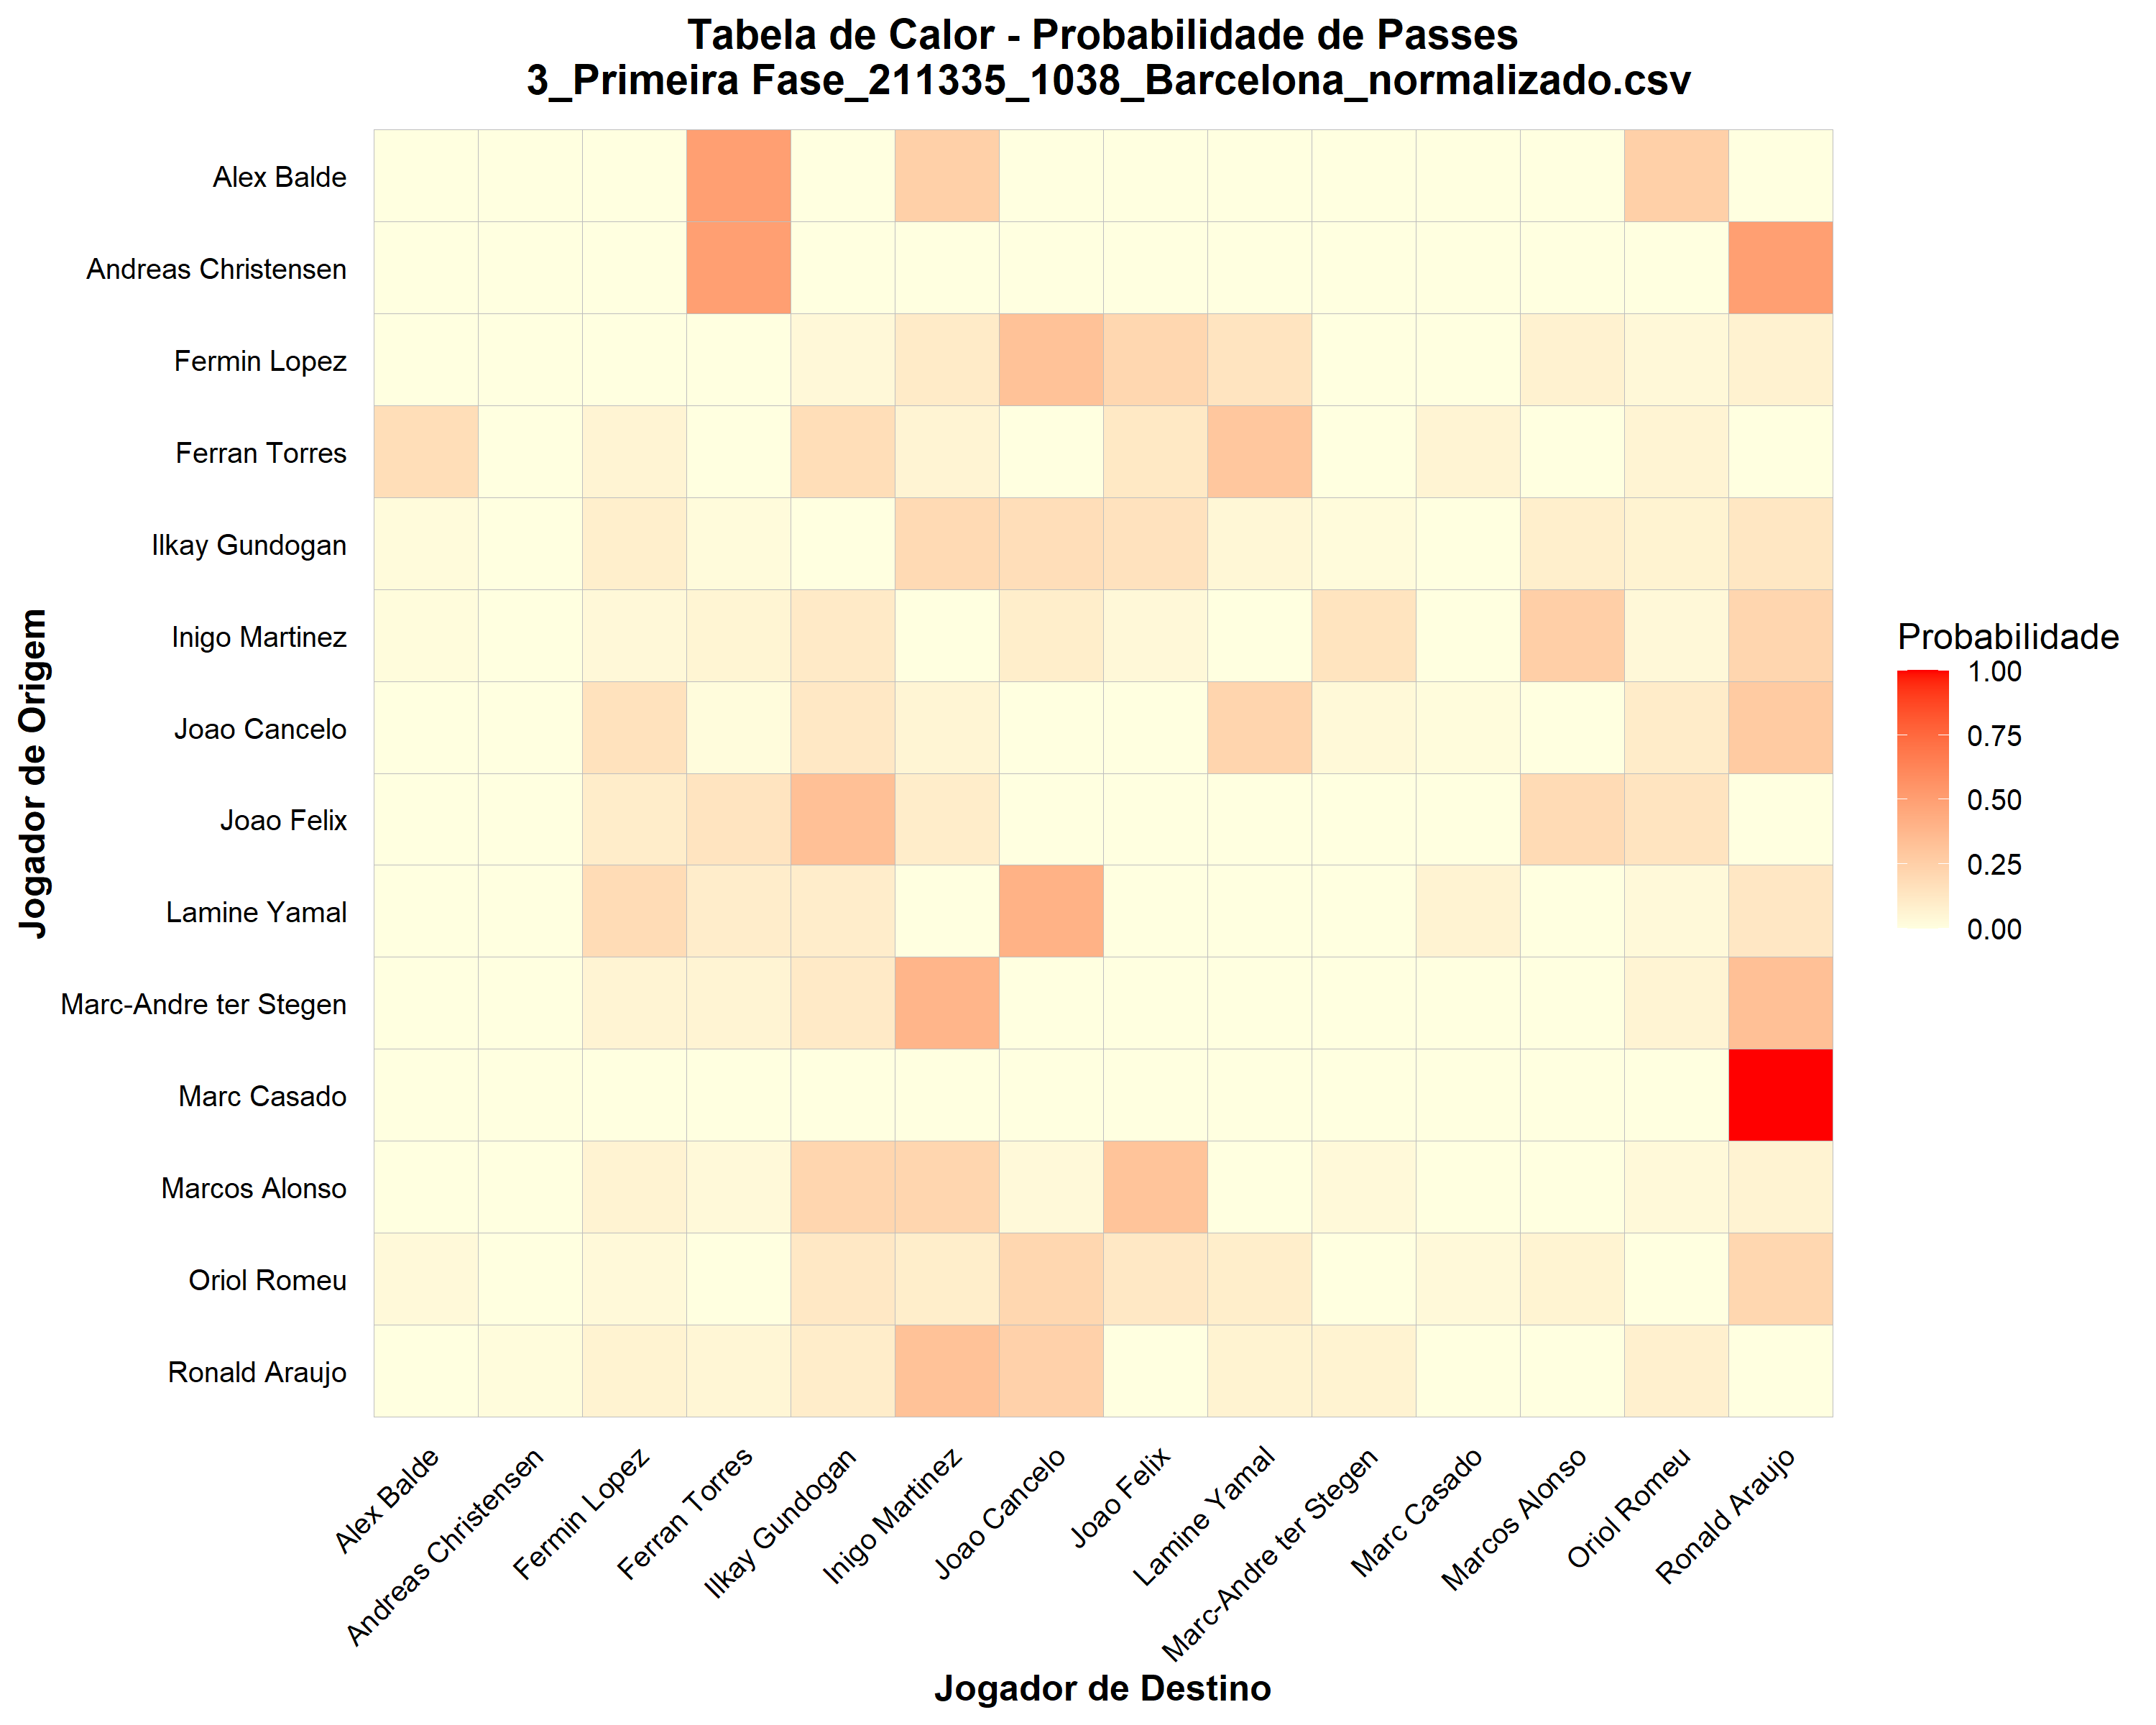 Tabela de Calor - Probabilidade de Passes
3_Primeira Fase_211335_1038_Barcelona_normalizado.csv
Jogador de Origem
Alex Balde
Andreas Christensen
Fermin Lopez
Ferran Torres
Ilkay Gundogan
Inigo Martinez
Joao Cancelo
Joao Felix
Lamine Yamal
Marc-Andre ter Stegen
Marc Casado
Marcos Alonso
Oriol Romeu
Ronald Araujo
Probabilidade
1.00
0.75
0.50
0.25
0.00
Alex Balde
Andreas Christensen
Fermin Lopez
Ferran Torres
Ilkay Gundogan
Inigo Martinez
Joao Cancelo
Joao Felix
Lamine Yamal
Marc-Andre ter Stegen
Marc Casado
Marcos Alonso
Oriol Romeu
Ronald Araujo
Jogador de Destino